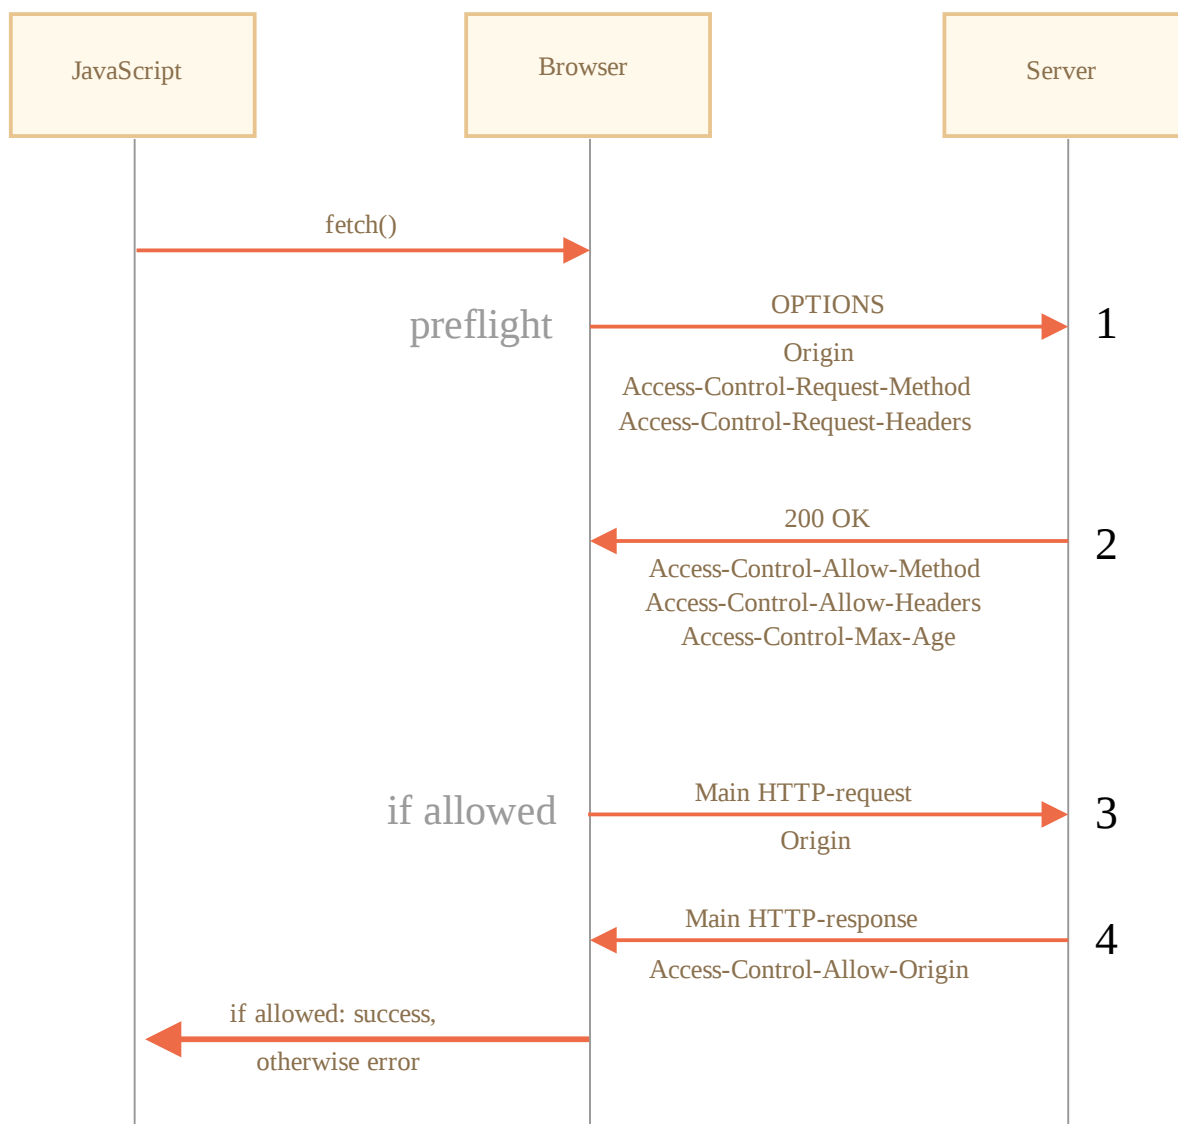 JavaScript
Browser
Server
fetch()
preflight
OPTIONS
1
Origin
Access-Control-Request-Method
Access-Control-Request-Headers
200 OK
2
Access-Control-Allow-Method
Access-Control-Allow-Headers
Access-Control-Max-Age
if allowed
Main HTTP-request
3
Origin
Main HTTP-response
4
Access-Control-Allow-Origin
if allowed: success,
otherwise error